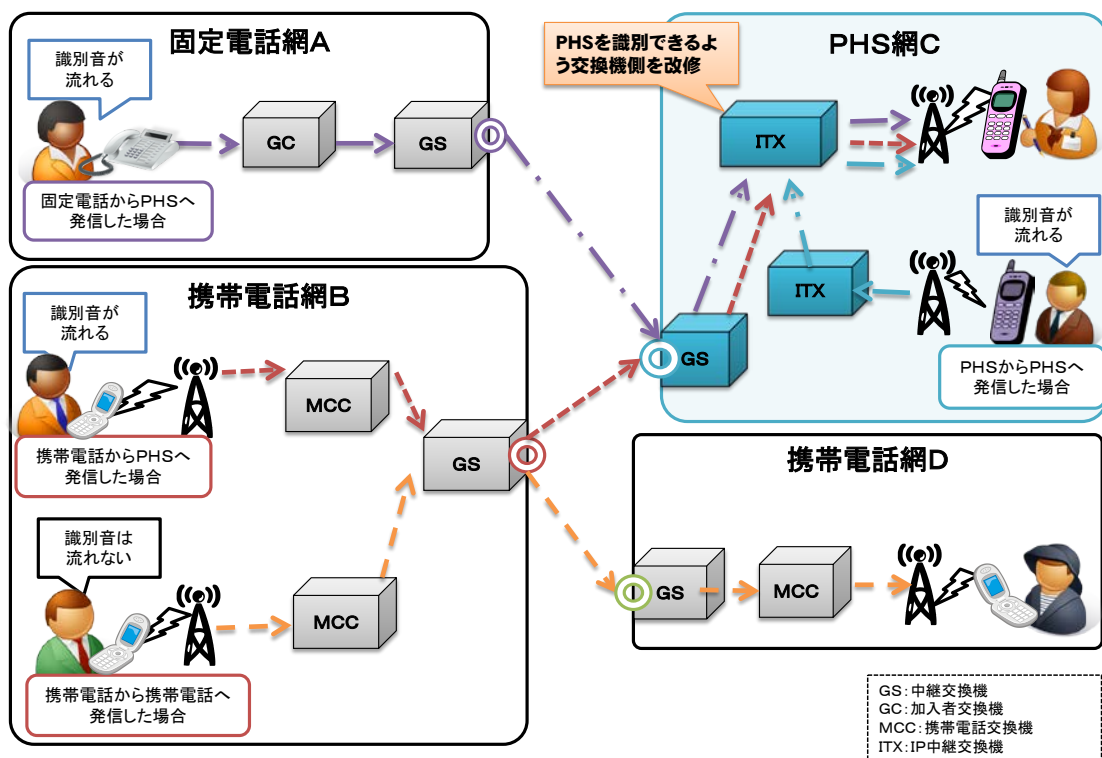 固定電話網A
識別音が
流れる
GC
GS
固定電話からPHSへ
発信した場合
PHSを識別できるよ
う交換機側を改修
PHS網C
ITX
識別音が
流れる
ITX
GS
PHSからPHSへ
発信した場合
携帯電話網B
識別音が
流れる
MCC
携帯電話からPHSへ
発信した場合
GS
識別音は
流れない
MCC
携帯電話から携帯電話へ
発信した場合
携帯電話網D
GS
MCC
GS:中継交換機
GC:加入者交換機
MCC:携帯電話交換機
ITX:IP中継交換機